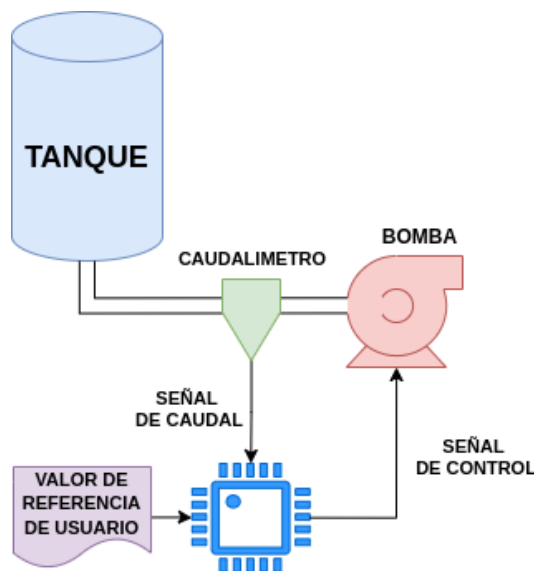 TANQUE
CAUDALIMETRO
BOMBA
SEÑAL
DE CAUDAL
SEÑAL
DE CONTROL
VALOR DE
REFERENCIA
DE USUARIO